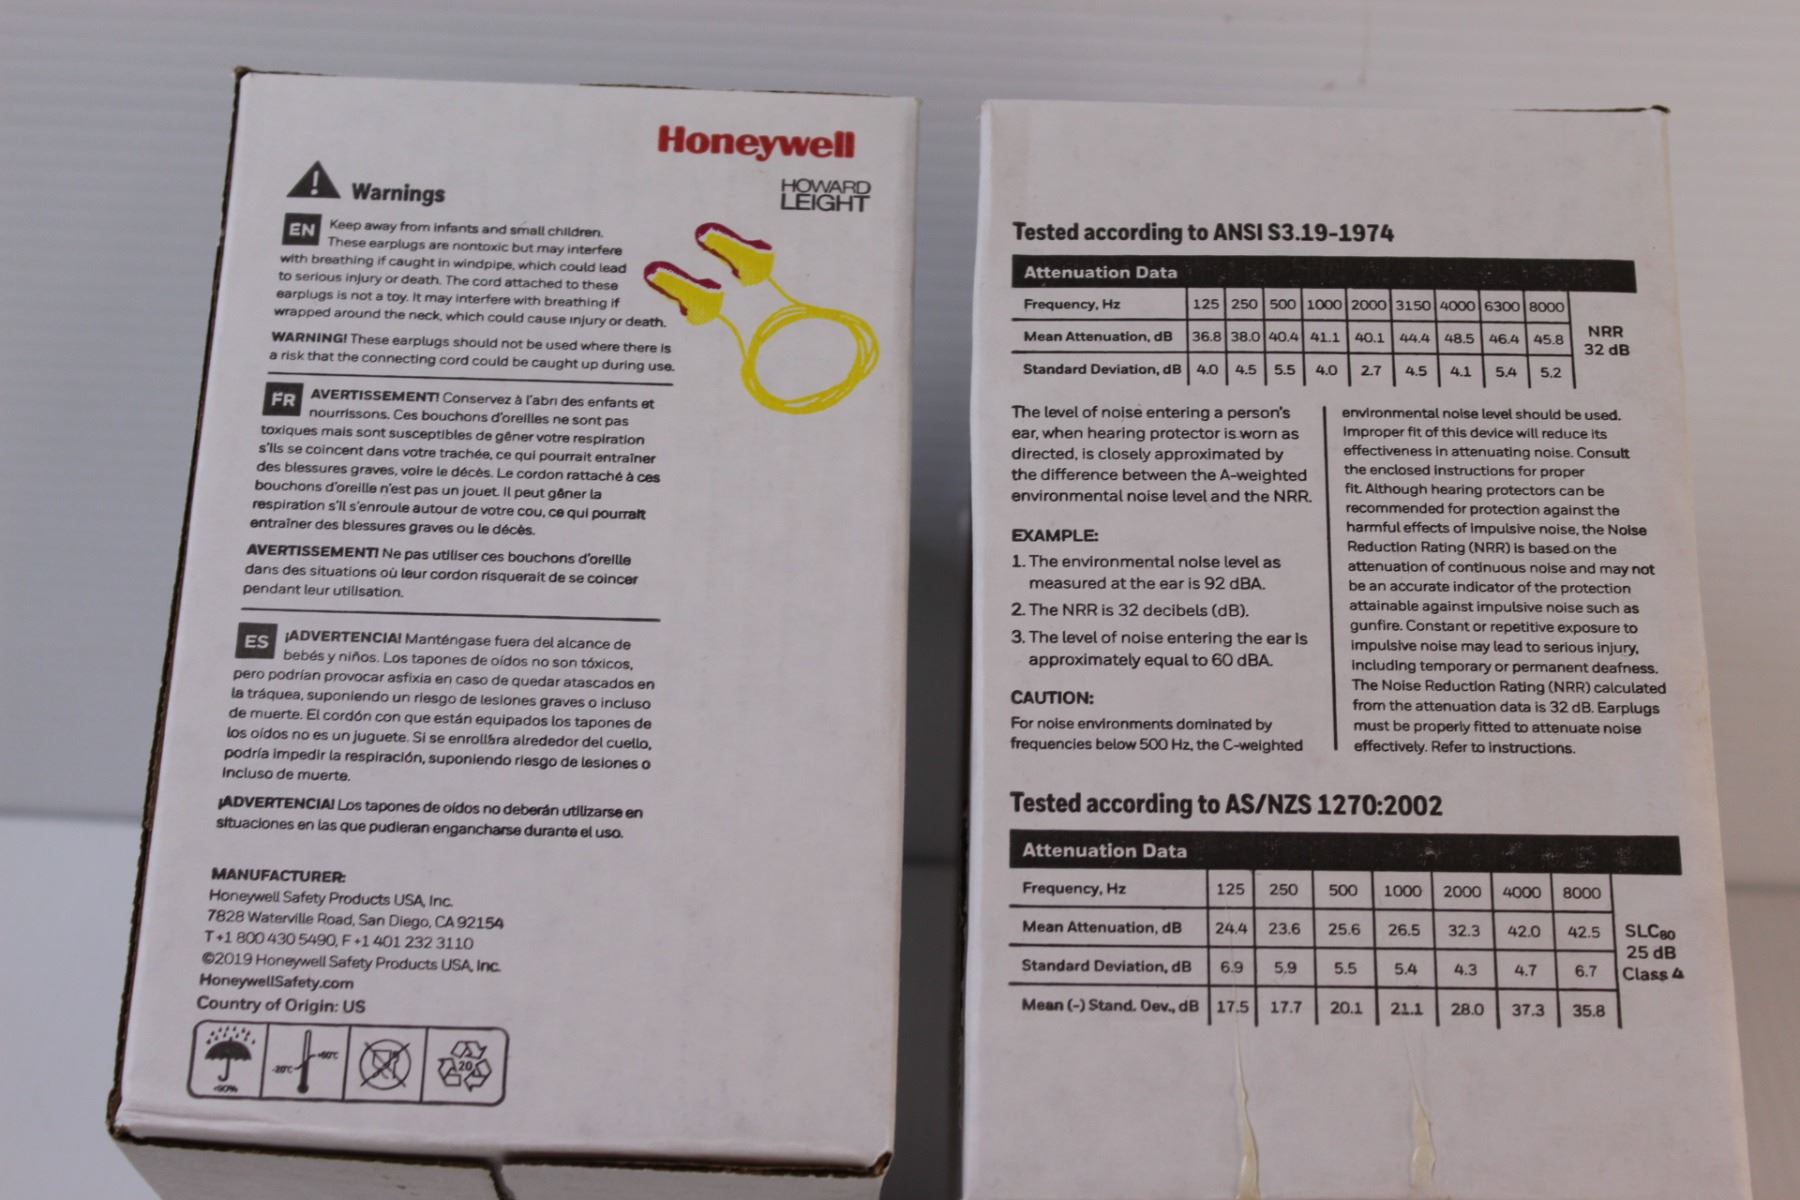 Honeywell
HOWARD
LEIGHT
Warnings
EN Keep away from infants and small children.
These earplugs are nontoxic but may interfere
with breathing if caught in windpipe, which could lead
to serious injury or death. The cord attached to these
earplugs is not a toy. It may interfere with breathing if
wrapped around the neck, which could cause injury or death.
WARNING! These earplugs should not be used where there is
a risk that the connecting cord could be caught up during use.
FR AVERTISSEMENT! Conservez à l'abri des enfants et
nourrissons. Ces bouchons d'oreilles ne sont pas
toxiques mais sont susceptibles de gêner votre respiration
s'ils se coincent dans votre trachée, ce qui pourrait entraîner
des blessures graves, voire le décès. Le cordon rattaché à ces
bouchons d'oreille n'est pas un jouet. Il peut gêner la
respiration s'il s'enroule autour de votre cou, ce qui pourrait
entraîner des blessures graves ou le décès.
AVERTISSEMENT! Ne pas utiliser ces bouchons d'oreille
dans des situations où leur cordon risquerait de se coincer
pendant leur utilisation.
ES ¡ADVERTENCIA! Manténgase fuera del alcance de
bebés y niños. Los tapones de oídos no son tóxicos,
pero podrían provocar asfixia en caso de quedar atascados en
la tráquea, suponiendo un riesgo de lesiones graves o incluso
de muerte. El cordón con que están equipados los tapones de
los oídos no es un juguete. Si se enrollara alrededor del cuello,
podría impedir la respiración, suponiendo riesgo de lesiones o
incluso de muerte.
¡ADVERTENCIA! Los tapones de oídos no deberán utilizarse en
situaciones en las que pudieran engancharse durante el uso.
MANUFACTURER:
Honeywell Safety Products USA, Inc.
7828 Waterville Road, San Diego, CA 92154
T +1 800 430 5490, F +1 401 232 3110
©2019 Honeywell Safety Products USA, Inc.
HoneywellSafety.com
Country of Origin: US
<90% -20°C +60°C 20
Tested according to ANSI S3.19-1974
Attenuation Data
Frequency, Hz 125 250 500 1000 2000 3150 4000 6300 8000
Mean Attenuation, dB 36.8 38.0 40.4 41.1 40.1 44.4 48.5 46.4 45.8
Standard Deviation, dB 4.0 4.5 5.5 4.0 2.7 4.5 4.1 5.4 5.2
NRR
32 dB
The level of noise entering a person's
ear, when hearing protector is worn as
directed, is closely approximated by
the difference between the A-weighted
environmental noise level and the NRR.
EXAMPLE:
1. The environmental noise level as
measured at the ear is 92 dBA.
2. The NRR is 32 decibels (dB).
3. The level of noise entering the ear is
approximately equal to 60 dBA.
CAUTION:
For noise environments dominated by
frequencies below 500 Hz, the C-weighted
environmental noise level should be used.
Improper fit of this device will reduce its
effectiveness in attenuating noise. Consult
the enclosed instructions for proper
fit. Although hearing protectors can be
recommended for protection against the
harmful effects of impulsive noise, the Noise
Reduction Rating (NRR) is based on the
attenuation of continuous noise and may not
be an accurate indicator of the protection
attainable against impulsive noise such as
gunfire. Constant or repetitive exposure to
impulsive noise may lead to serious injury,
including temporary or permanent deafness.
The Noise Reduction Rating (NRR) calculated
from the attenuation data is 32 dB. Earplugs
must be properly fitted to attenuate noise
effectively. Refer to instructions.
Tested according to AS/NZS 1270:2002
Attenuation Data
Frequency, Hz 125 250 500 1000 2000 4000 8000
Mean Attenuation, dB 24.4 23.6 25.6 26.5 32.3 42.0 42.5
Standard Deviation, dB 6.9 5.9 5.5 5.4 4.3 4.7 6.7
Mean (-) Stand. Dev., dB 17.5 17.7 20.1 21.1 28.0 37.3 35.8
SLC80
25 dB
Class 4